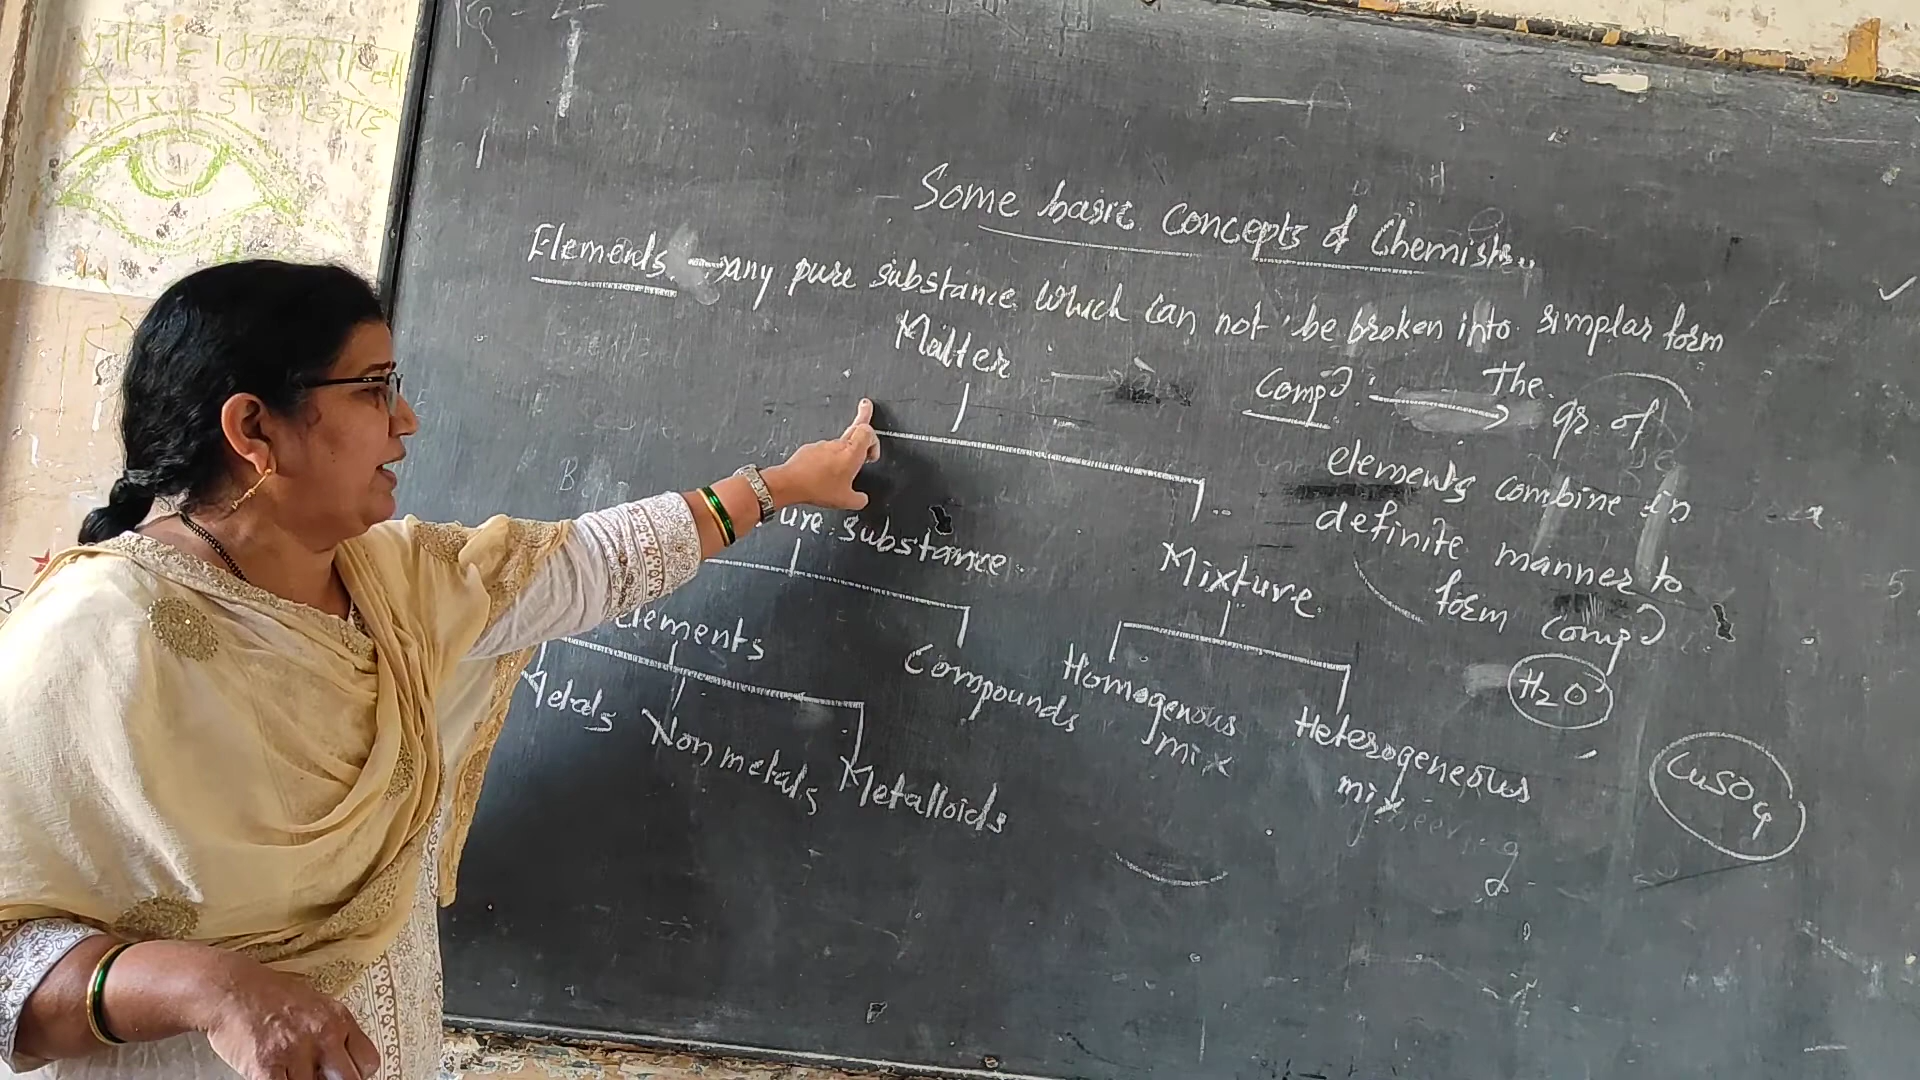 Some basic Concepts of Chemistry
Elements → any pure substance which can not be broken into simplar form
Matter
Comp? : → The gr. of
elements combine in
definite manner to
form comp?
H2O
CuSO4
ure substance
Mixture
Elements
Compounds
Homogenous
mix
Heterogeneous
mix
Metals
Non metals
Metalloids